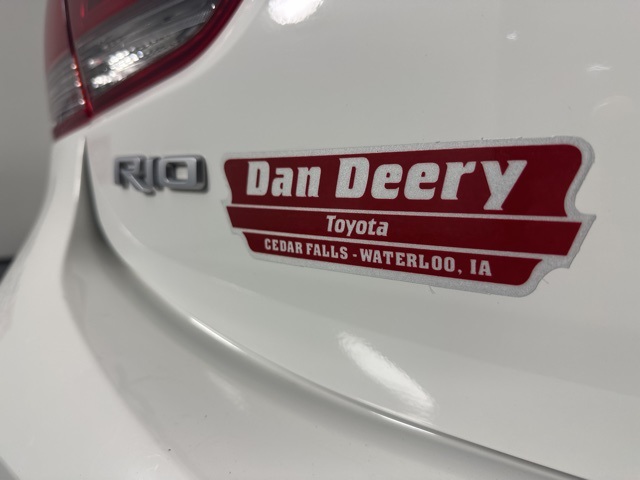 RIO
Dan Deery
Toyota
CEDAR FALLS - WATERLOO, IA